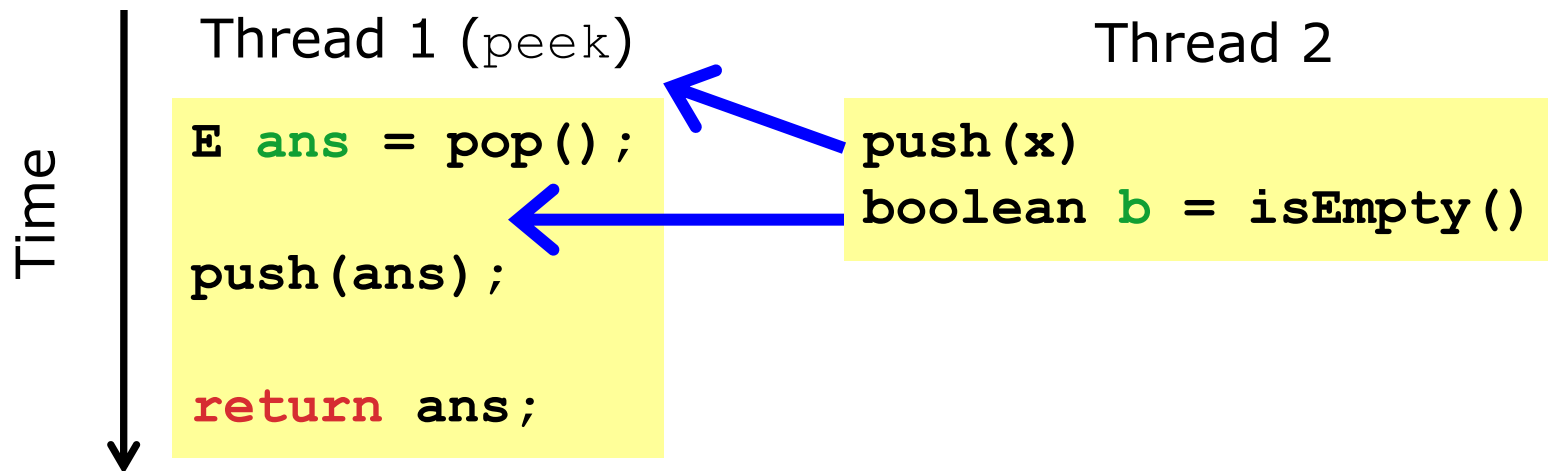 Time
Thread 1 (peek)
E ans = pop();
push(ans);
return ans;
Thread 2
push(x)
boolean b = isEmpty()